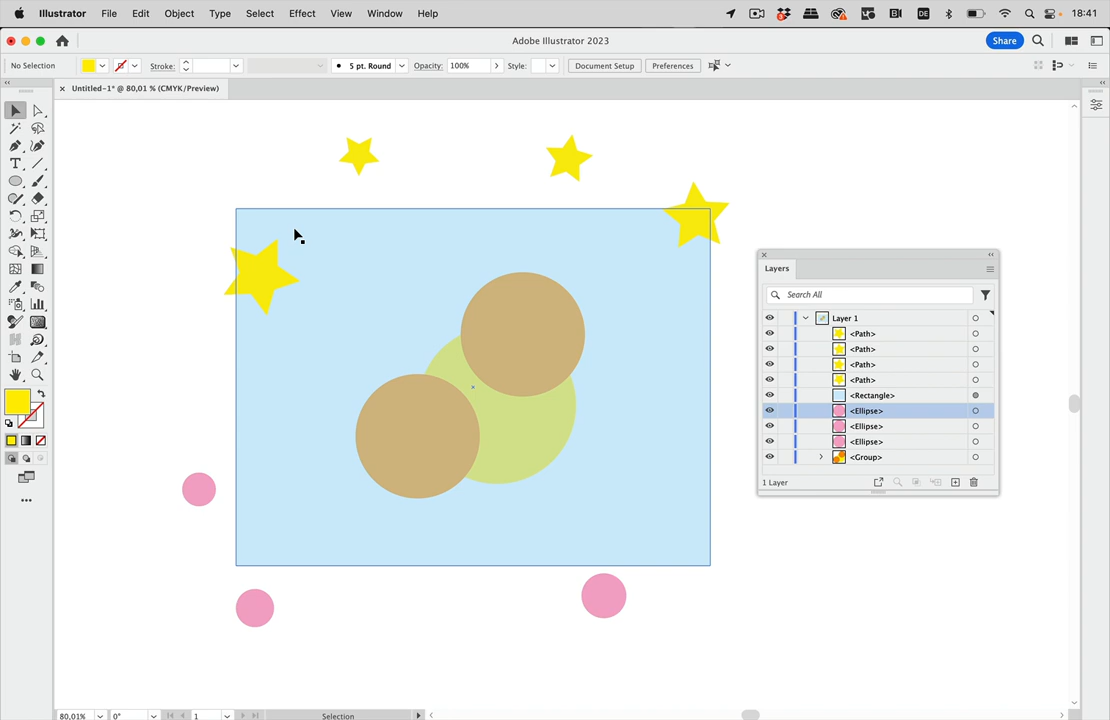 Illustrator File Edit Object Type Select Effect View Window Help DE 18:41
Adobe Illustrator 2023 Share
No Selection Stroke: 5 pt. Round Opacity: 100% Style: Document Setup Preferences
Untitled-1* @ 80,01 % (CMYK/Preview)
Layers
Search All
Layer 1
<Path>
<Path>
<Path>
<Path>
<Rectangle>
<Ellipse>
<Ellipse>
<Ellipse>
<Group>
1 Layer
80,01% 0° 1 Selection